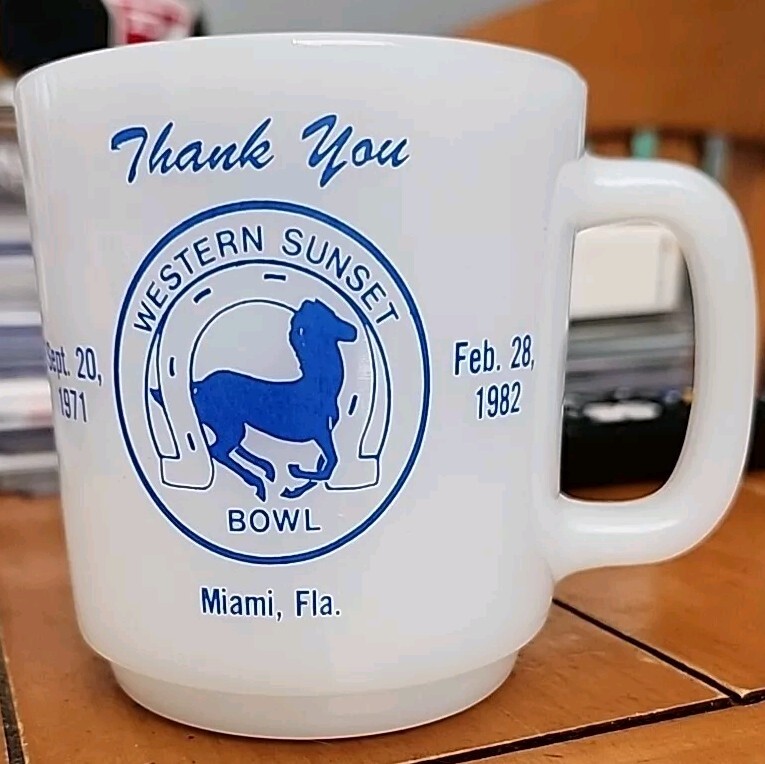 Thank You
WESTERN SUNSET
Sept. 20,
1971
Feb. 28,
1982
BOWL
Miami, Fla.